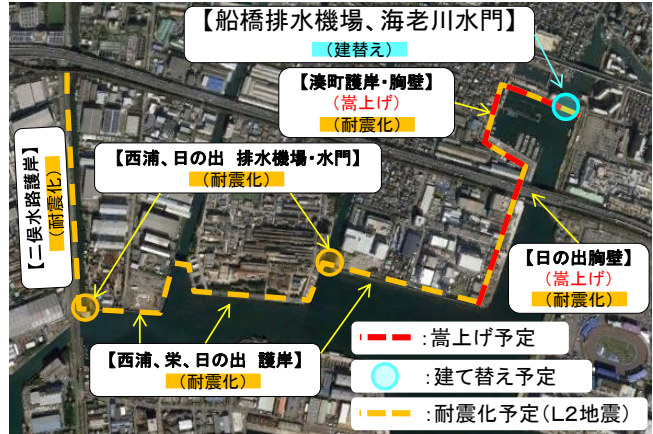 【船橋排水機場、海老川水門】
(建替え)
【湊町護岸・胸壁】
(嵩上げ)
(耐震化)
【西浦、日の出 排水機場・水門】
(耐震化)
【二俣水路護岸】
(耐震化)
【日の出胸壁】
(嵩上げ)
(耐震化)
【西浦、栄、日の出 護岸】
(耐震化)
：嵩上げ予定
：建て替え予定
：耐震化予定(L2地震)